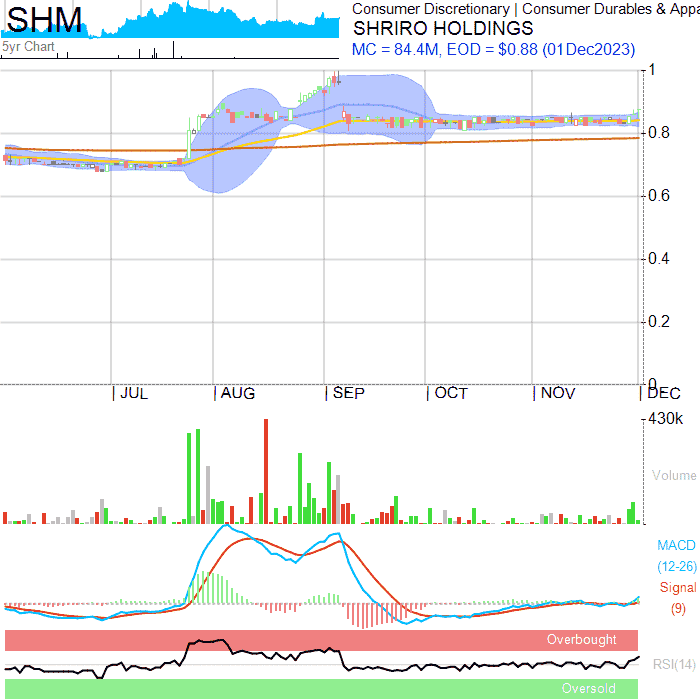 SHM
Consumer Discretionary | Consumer Durables & Appa
SHRIRO HOLDINGS
5yr Chart
MC = 84.4M, EOD = $0.88 (01Dec2023)
1
0.8
0.6
0.4
0.2
0
JUL AUG SEP OCT NOV DEC
430k
Volume
MACD
(12-26)
Signal
(9)
Overbought
RSI(14)
Oversold